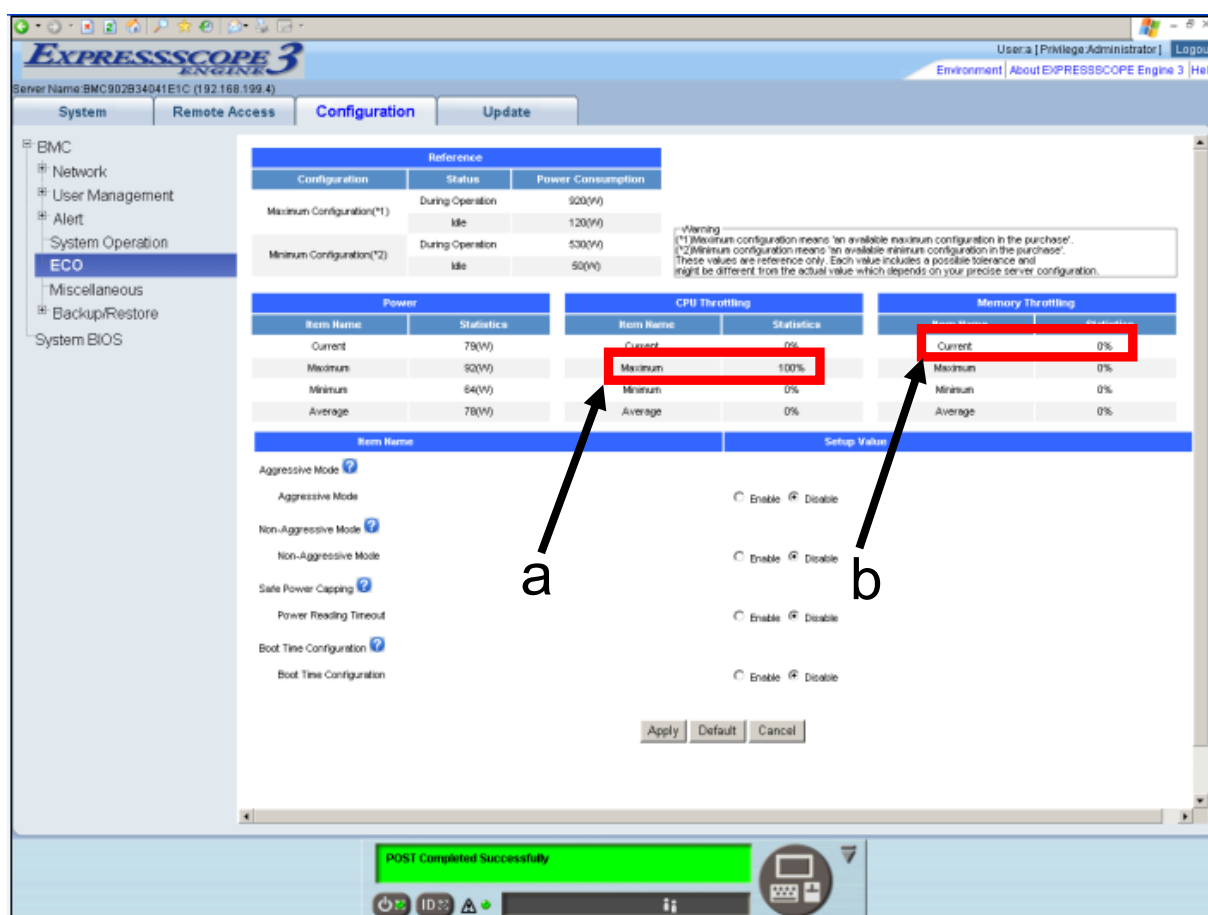 EXPRESSSCOPE
ENGINE 3
User:a [ Privilege:Administrator ] Logou
Environment About EXPRESSSCOPE Engine 3 Hel
Server Name:BMC902B34041E1C (192.168.199.4)
System Remote Access Configuration Update
BMC
Network
User Management
Alert
System Operation
ECO
Miscellaneous
Backup/Restore
System BIOS
Reference
Configuration Status Power Consumption
Maximum Configuration(*1) During Operation 920(W)
Idle 120(W)
Minimum Configuration(*2) During Operation 530(W)
Idle 50(W)
Warning
(*1)Maximum configuration means 'an available maximum configuration in the purchase'.
(*2)Minimum configuration means 'an available minimum configuration in the purchase'.
These values are reference only. Each value includes a possible tolerance and
might be different from the actual value which depends on your precise server configuration.
Power
Item Name Statistics
Current 79(W)
Maximum 92(W)
Minimum 64(W)
Average 78(W)
CPU Throttling
Item Name Statistics
Current 0%
Maximum 100%
Minimum 0%
Average 0%
Memory Throttling
Item Name Statistics
Current 0%
Maximum 0%
Minimum 0%
Average 0%
a
b
Item Name Setup Value
Aggressive Mode
Aggressive Mode Enable Disable
Non-Aggressive Mode
Non-Aggressive Mode Enable Disable
Safe Power Capping
Power Reading Timeout Enable Disable
Boot Time Configuration
Boot Time Configuration Enable Disable
Apply Default Cancel
POST Completed Successfully
ID